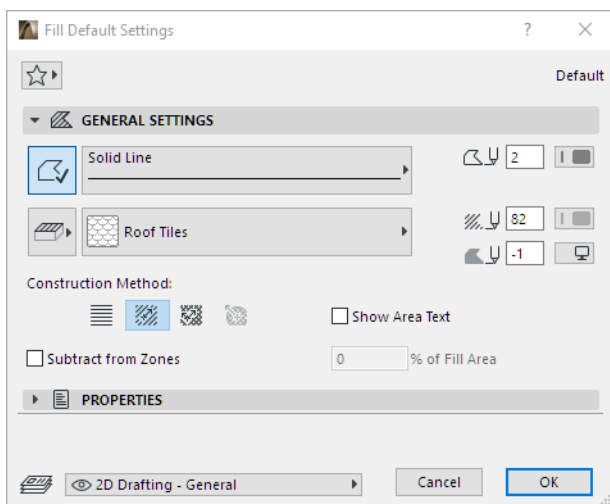 Fill Default Settings
Default
GENERAL SETTINGS
Solid Line
2
Roof Tiles
82
-1
Construction Method:
Show Area Text
Subtract from Zones
0 % of Fill Area
PROPERTIES
2D Drafting - General
Cancel
OK